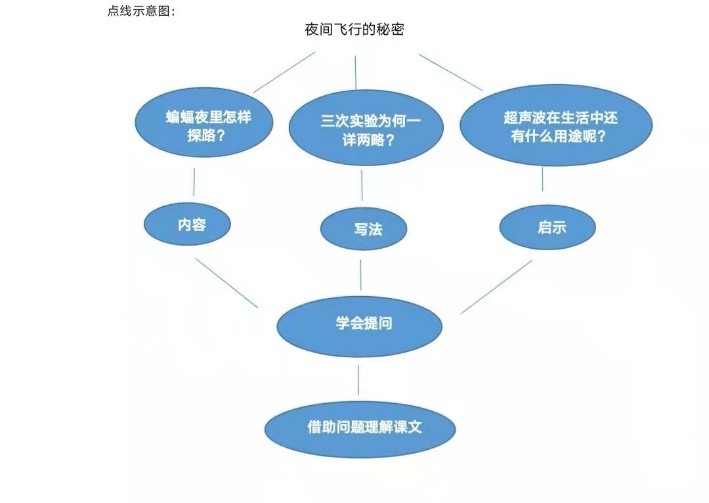 点线示意图：
夜间飞行的秘密
蝙蝠夜里怎样
探路？
三次实验为何一
详两略？
超声波在生活中还
有什么用途呢？
内容
写法
启示
学会提问
借助问题理解课文